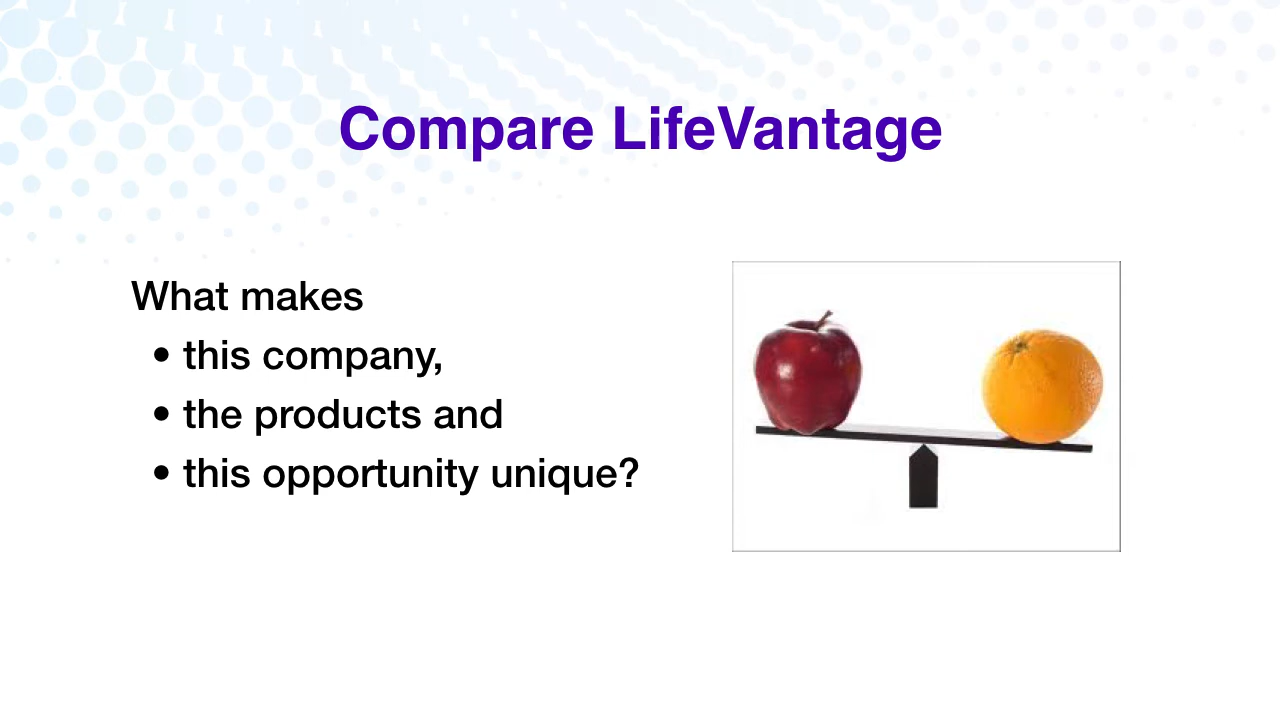 Compare LifeVantage
What makes
• this company,
• the products and
• this opportunity unique?